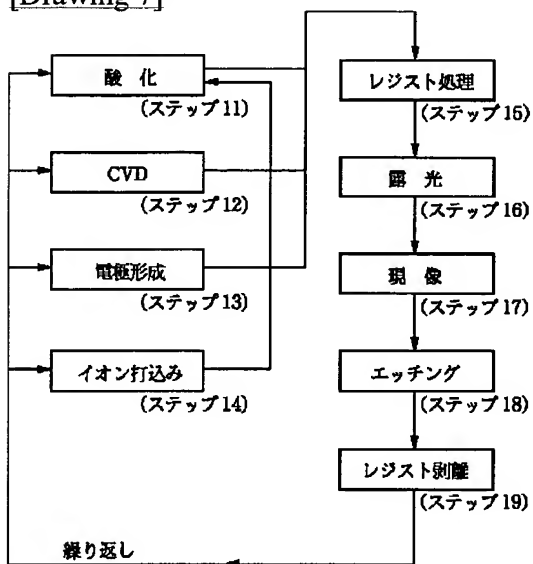 [Drawing 7]
酸 化
(ステップ11)
CVD
(ステップ12)
電極形成
(ステップ13)
イオン打込み
(ステップ14)
レジスト処理
(ステップ15)
露 光
(ステップ16)
現 像
(ステップ17)
エッチング
(ステップ18)
レジスト剥離
(ステップ19)
繰り返し